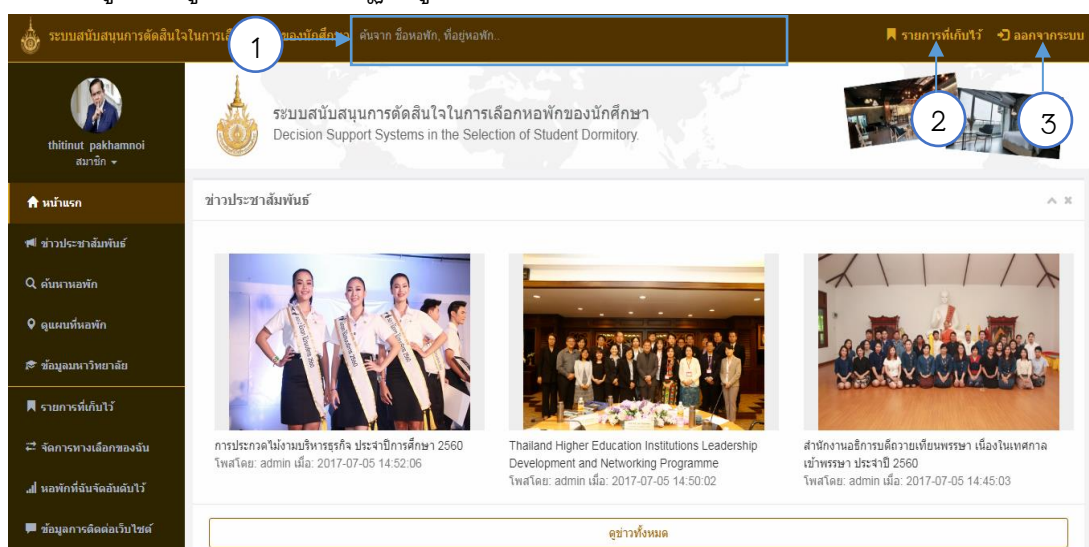 ระบบสนับสนุนการตัดสินใจในการเลือ ของนักศึกษา
1
ค้นจาก ชื่อหอพัก, ที่อยู่หอพัก..
รายการที่เก็บไว้
ออกจากระบบ
2
3
thitinut pakhamnoi
สมาชิก
ระบบสนับสนุนการตัดสินใจในการเลือกหอพักของนักศึกษา
Decision Support Systems in the Selection of Student Dormitory.
หน้าแรก
ข่าวประชาสัมพันธ์
ค้นหาหอพัก
ดูแผนที่หอพัก
ข้อมูลมหาวิทยาลัย
รายการที่เก็บไว้
จัดการทางเลือกของฉัน
หอพักที่ฉันจัดอันดับไว้
ข้อมูลการติดต่อเว็บไซต์
ข่าวประชาสัมพันธ์
การประกวดไม้งามบริหารธุรกิจ ประจำปีการศึกษา 2560
โพสโดย: admin เมื่อ: 2017-07-05 14:52:06
Thailand Higher Education Institutions Leadership
Development and Networking Programme
โพสโดย: admin เมื่อ: 2017-07-05 14:50:02
สำนักงานอธิการบดีถวายเทียนพรรษา เนื่องในเทศกาล
เข้าพรรษา ประจำปี 2560
โพสโดย: admin เมื่อ: 2017-07-05 14:45:03
ดูข่าวทั้งหมด